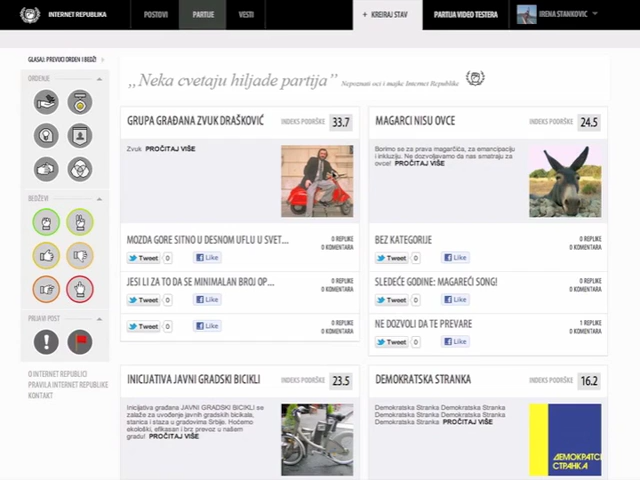 INTERNET REPUBLIKA
POSTOVI
PARTIJE
VESTI
+ KREIRAJ STAV
PARTIJA VIDEO TESTERA
IRENA STANKOVIC
GLASAJ: PREVUCI ORDEN I BEDŽ!
ORDENJE
BEDŽEVI
PRIJAVI POST
O INTERNET REPUBLICI
PRAVILA INTERNET REPUBLIKE
KONTAKT
„Neka cvetaju hiljade partija” Nepoznati oci i majke Internet Republike
GRUPA GRAĐANA ZVUK DRAŠKOVIĆ
INDEKS PODRŠKE 33.7
Zvuk PROČITAJ VIŠE
MOZDA GORE SITNO U DESNOM UFLU U SVET...
0 REPLIKE
0 KOMENTARA
Tweet 0 Like
JESI LI ZA TO DA SE MINIMALAN BROJ OP...
0 REPLIKE
0 KOMENTARA
Tweet 0 Like
0 REPLIKE
0 KOMENTARA
Tweet 0 Like
MAGARCI NISU OVCE
INDEKS PODRŠKE 24.5
Borimo se za prava magarčića, za emancipaciju
i inkluziju. Ne dozvoljavamo da nas smatraju za
ovce! PROČITAJ VIŠE
BEZ KATEGORIJE
0 REPLIKE
0 KOMENTARA
Tweet 0 Like
SLEDEĆE GODINE: MAGAREĆI SONG!
0 REPLIKE
0 KOMENTARA
Tweet 0 Like
NE DOZVOLI DA TE PREVARE
1 REPLIKE
0 KOMENTARA
Tweet 0 Like
INICIJATIVA JAVNI GRADSKI BICIKLI
INDEKS PODRŠKE 23.5
Inicijativa građana JAVNI GRADSKI BICIKLI se
zalaže za uvođenje javnih gradskih bicikala,
stanica i staza u gradovima Srbije. Hoćemo
ekološki, efikasan i brz prevoz u našem
gradu! PROČITAJ VIŠE
DEMOKRATSKA STRANKA
INDEKS PODRŠKE 16.2
Demokratska Stranka Demokratska Stranka
Demokratska Stranka Demokratska Stranka
Demokratska Stranka PROČITAJ VIŠE
ДЕМОКРАТС
СТРАНКА